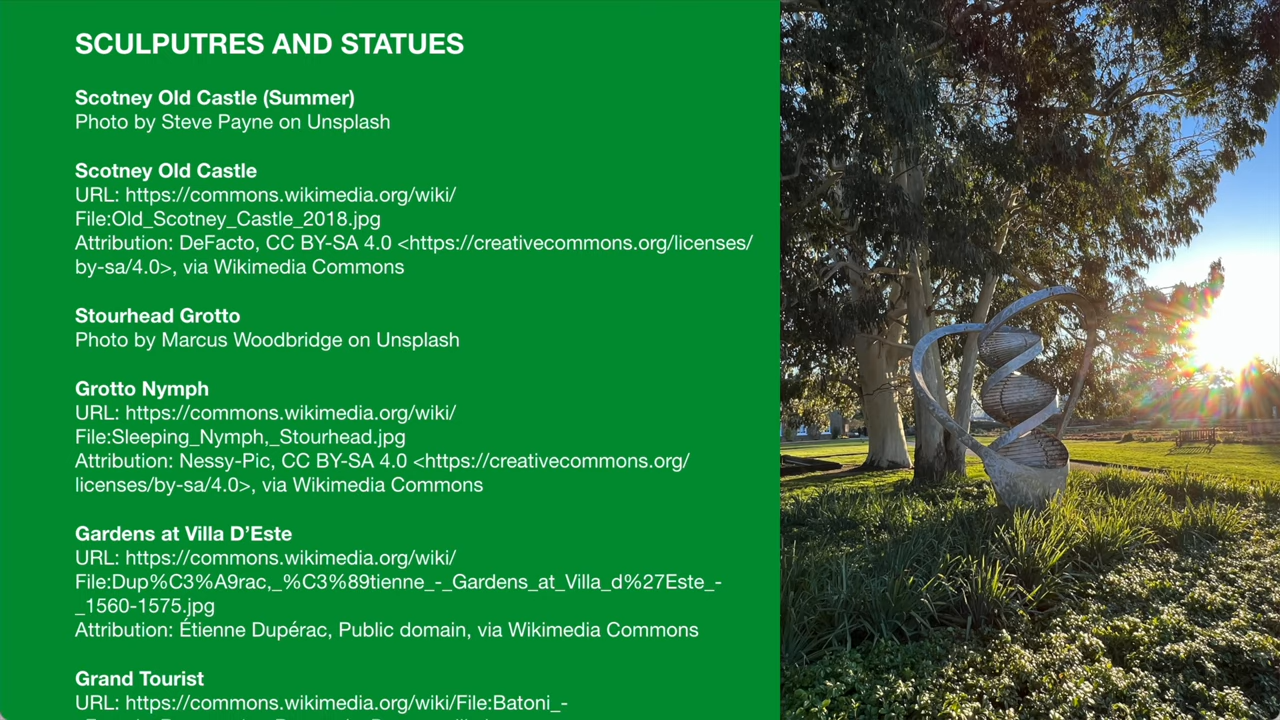 SCULPUTRES AND STATUES
Scotney Old Castle (Summer)
Photo by Steve Payne on Unsplash
Scotney Old Castle
URL: https://commons.wikimedia.org/wiki/
File:Old_Scotney_Castle_2018.jpg
Attribution: DeFacto, CC BY-SA 4.0 <https://creativecommons.org/licenses/
by-sa/4.0>, via Wikimedia Commons
Stourhead Grotto
Photo by Marcus Woodbridge on Unsplash
Grotto Nymph
URL: https://commons.wikimedia.org/wiki/
File:Sleeping_Nymph,_Stourhead.jpg
Attribution: Nessy-Pic, CC BY-SA 4.0 <https://creativecommons.org/
licenses/by-sa/4.0>, via Wikimedia Commons
Gardens at Villa D’Este
URL: https://commons.wikimedia.org/wiki/
File:Dup%C3%A9rac,_%C3%89tienne_-_Gardens_at_Villa_d%27Este_-
_1560-1575.jpg
Attribution: Étienne Dupérac, Public domain, via Wikimedia Commons
Grand Tourist
URL: https://commons.wikimedia.org/wiki/File:Batoni_-